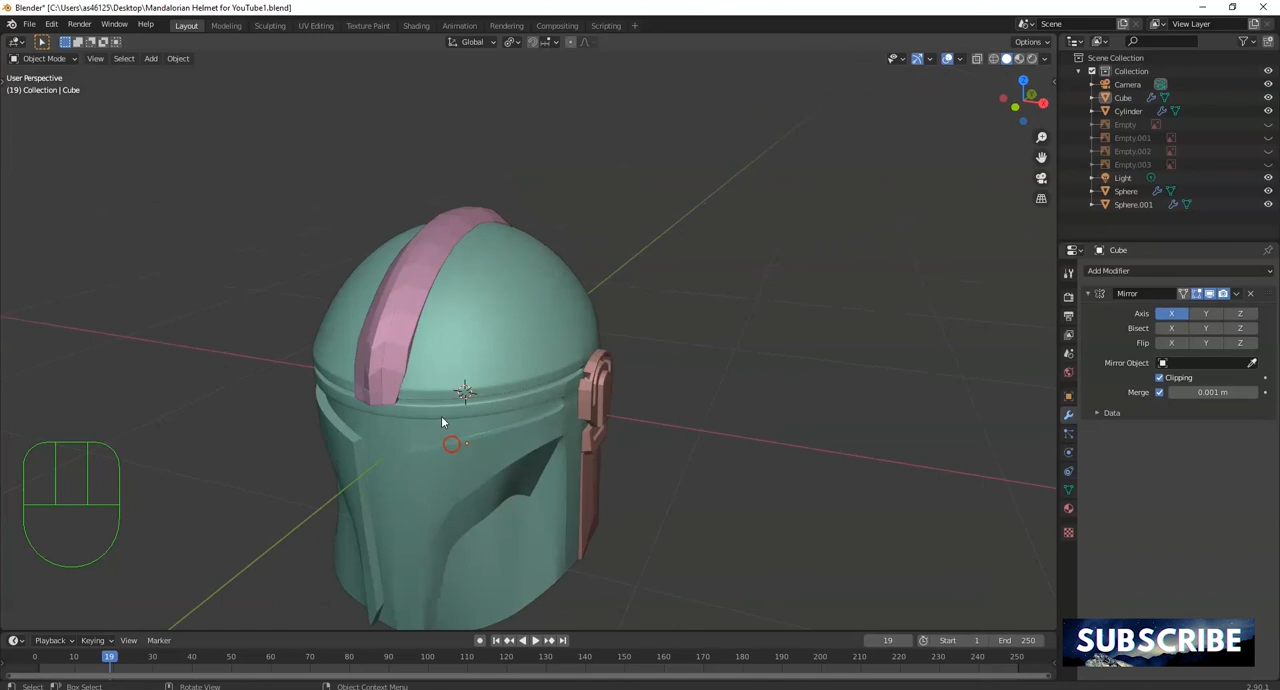 Blender* [C:\Users\as46125\Desktop\Mandalorian Helmet for YouTube1.blend]
File Edit Render Window Help Layout Modeling Sculpting UV Editing Texture Paint Shading Animation Rendering Compositing Scripting + Scene View Layer
Global Options
Object Mode View Select Add Object
User Perspective
(19) Collection | Cube
Z
Y
X
Scene Collection
Collection
Camera
Cube
Cylinder
Empty
Empty.001
Empty.002
Empty.003
Light
Sphere
Sphere.001
Cube
Add Modifier
Mirror
Axis X Y Z
Bisect X Y Z
Flip X Y Z
Mirror Object
Clipping
Merge 0.001 m
Data
SUBSCRIBE
Playback Keying View Marker 19 Start 1 End 250
0 10 19 30 40 50 60 70 80 90 100 110 120 130 140 150 160 170 180 190 200 210 220 230 240 250
Select Box Select Rotate View Object Context Menu 2.90.1